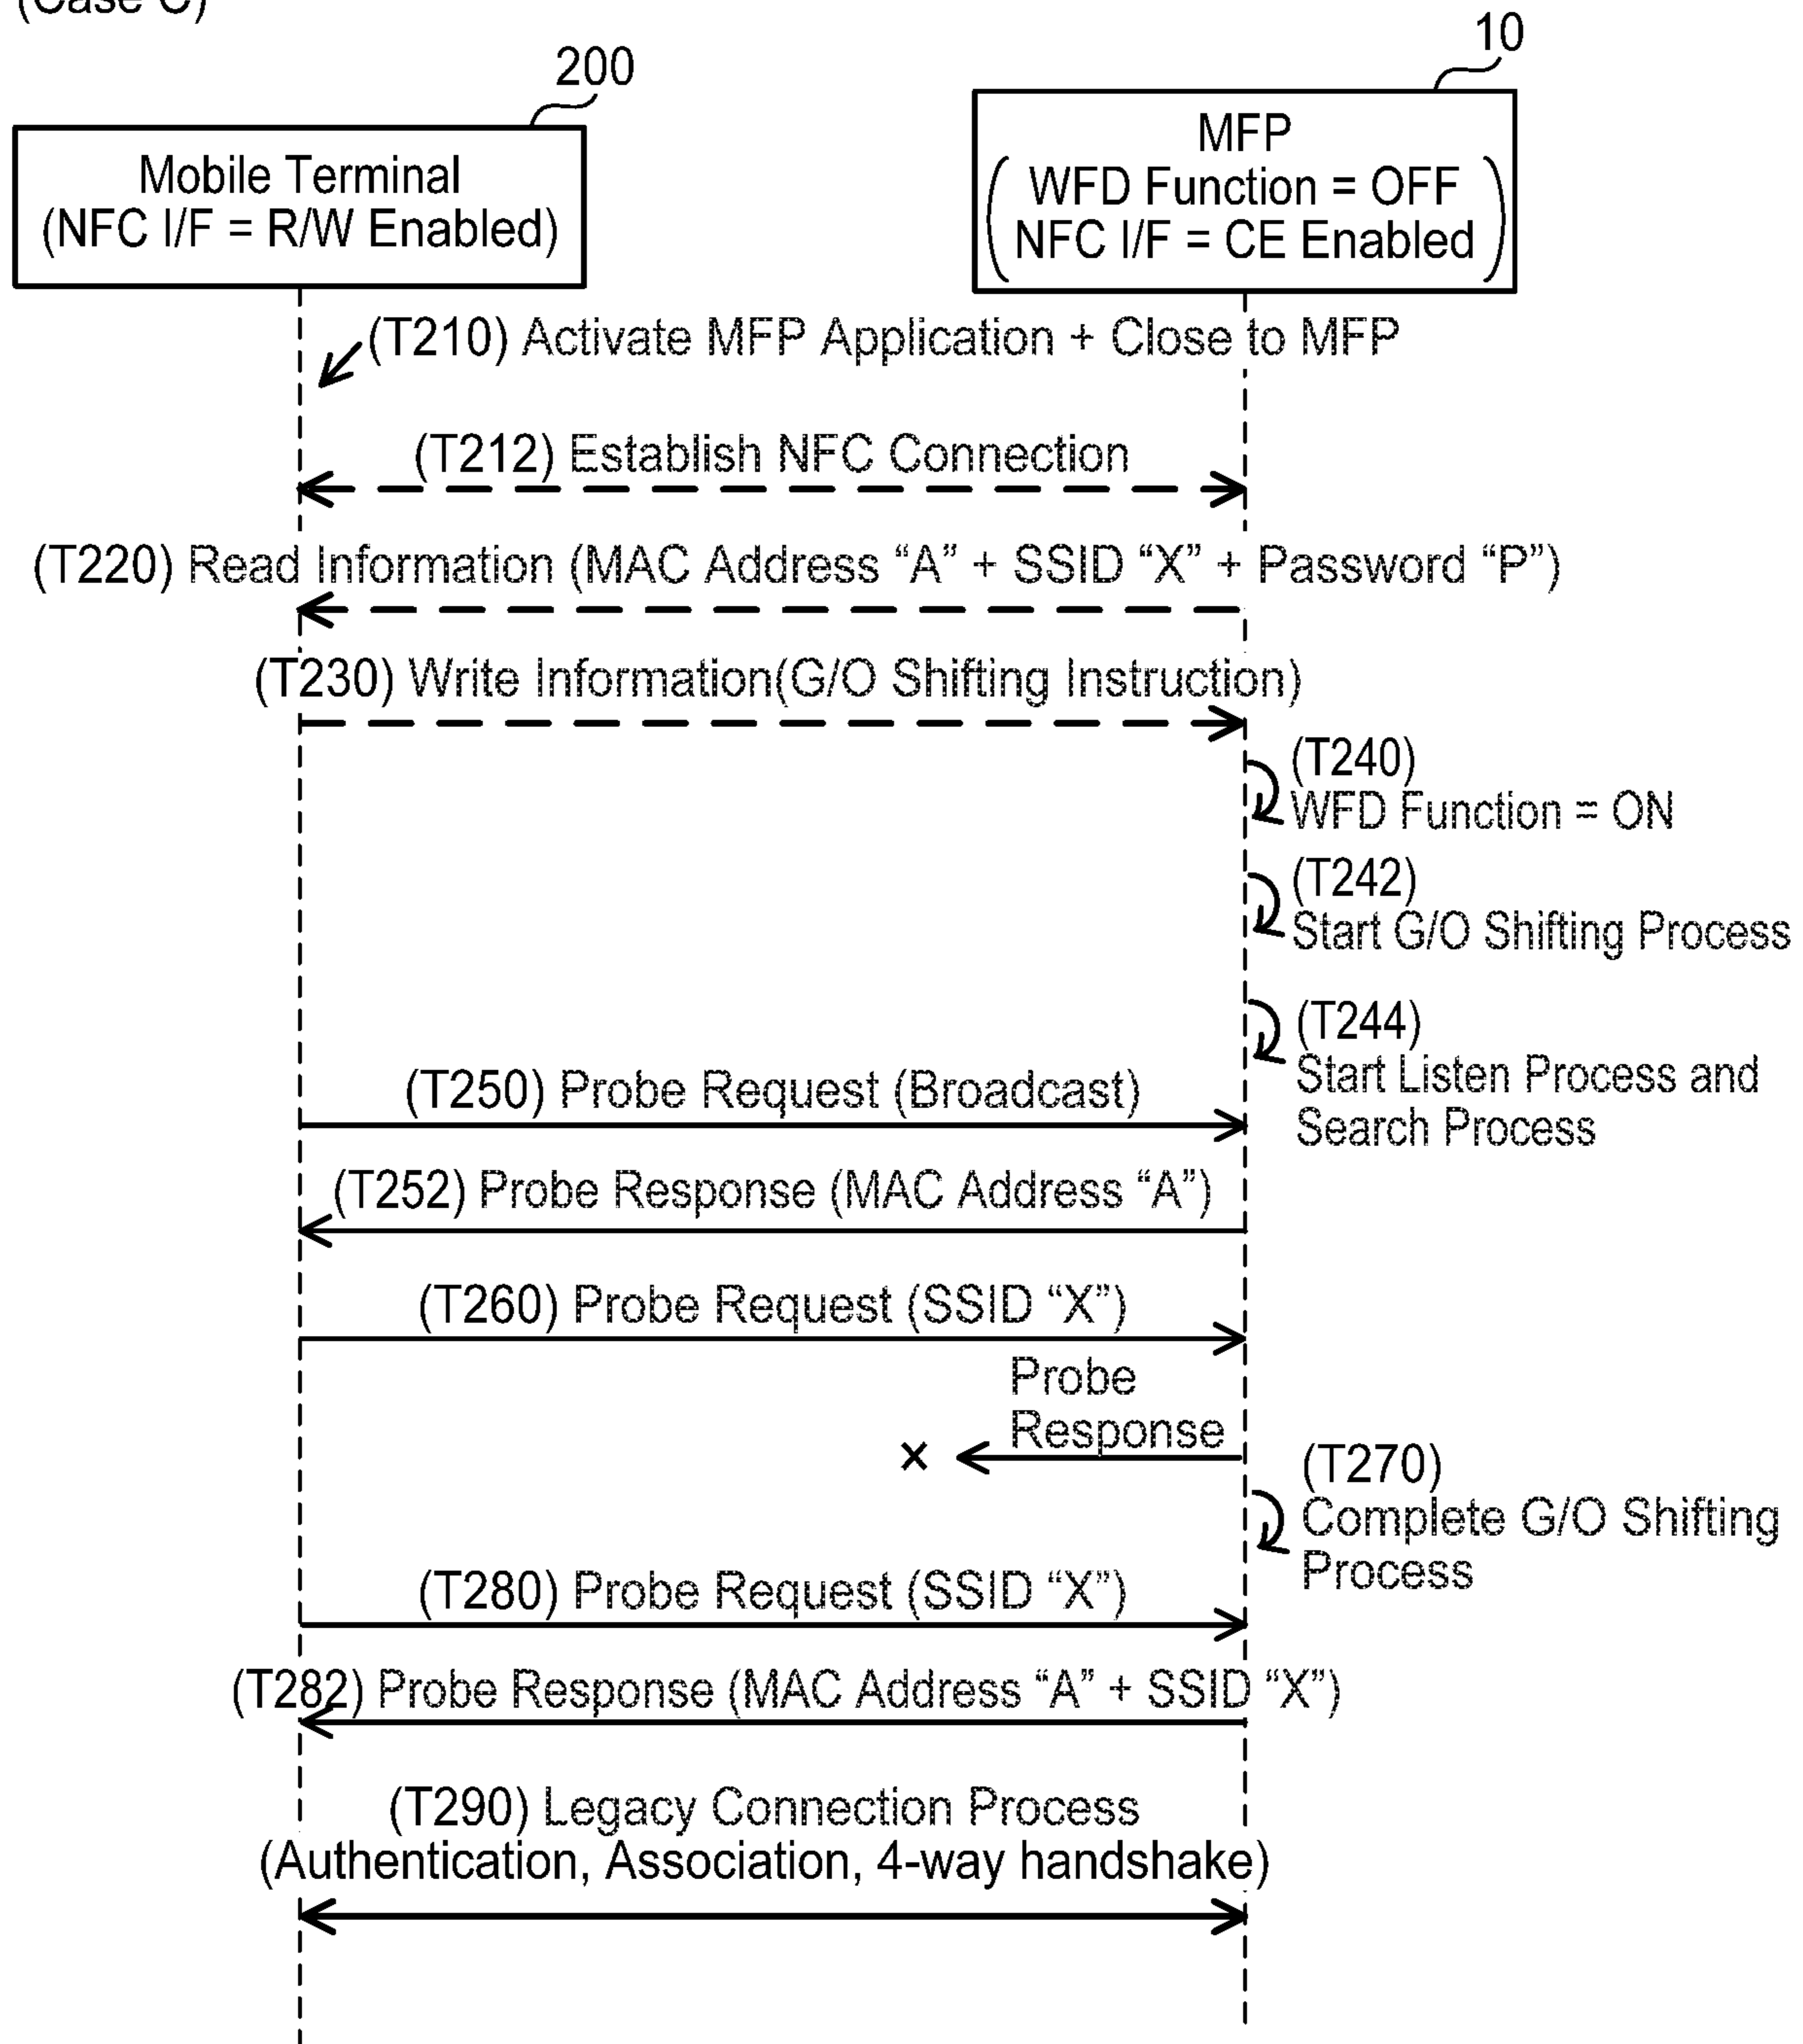 (Case C)
200
10
Mobile Terminal
(NFC I/F = R/W Enabled)
MFP
WFD Function = OFF
NFC I/F = CE Enabled
(T210) Activate MFP Application + Close to MFP
(T212) Establish NFC Connection
(T220) Read Information (MAC Address “A” + SSID “X” + Password “P”)
(T230) Write Information(G/O Shifting Instruction)
(T240)
WFD Function = ON
(T242)
Start G/O Shifting Process
(T244)
Start Listen Process and
Search Process
(T250) Probe Request (Broadcast)
(T252) Probe Response (MAC Address “A”)
(T260) Probe Request (SSID “X”)
Probe
Response
×
(T270)
Complete G/O Shifting
Process
(T280) Probe Request (SSID “X”)
(T282) Probe Response (MAC Address “A” + SSID “X”)
(T290) Legacy Connection Process
(Authentication, Association, 4-way handshake)